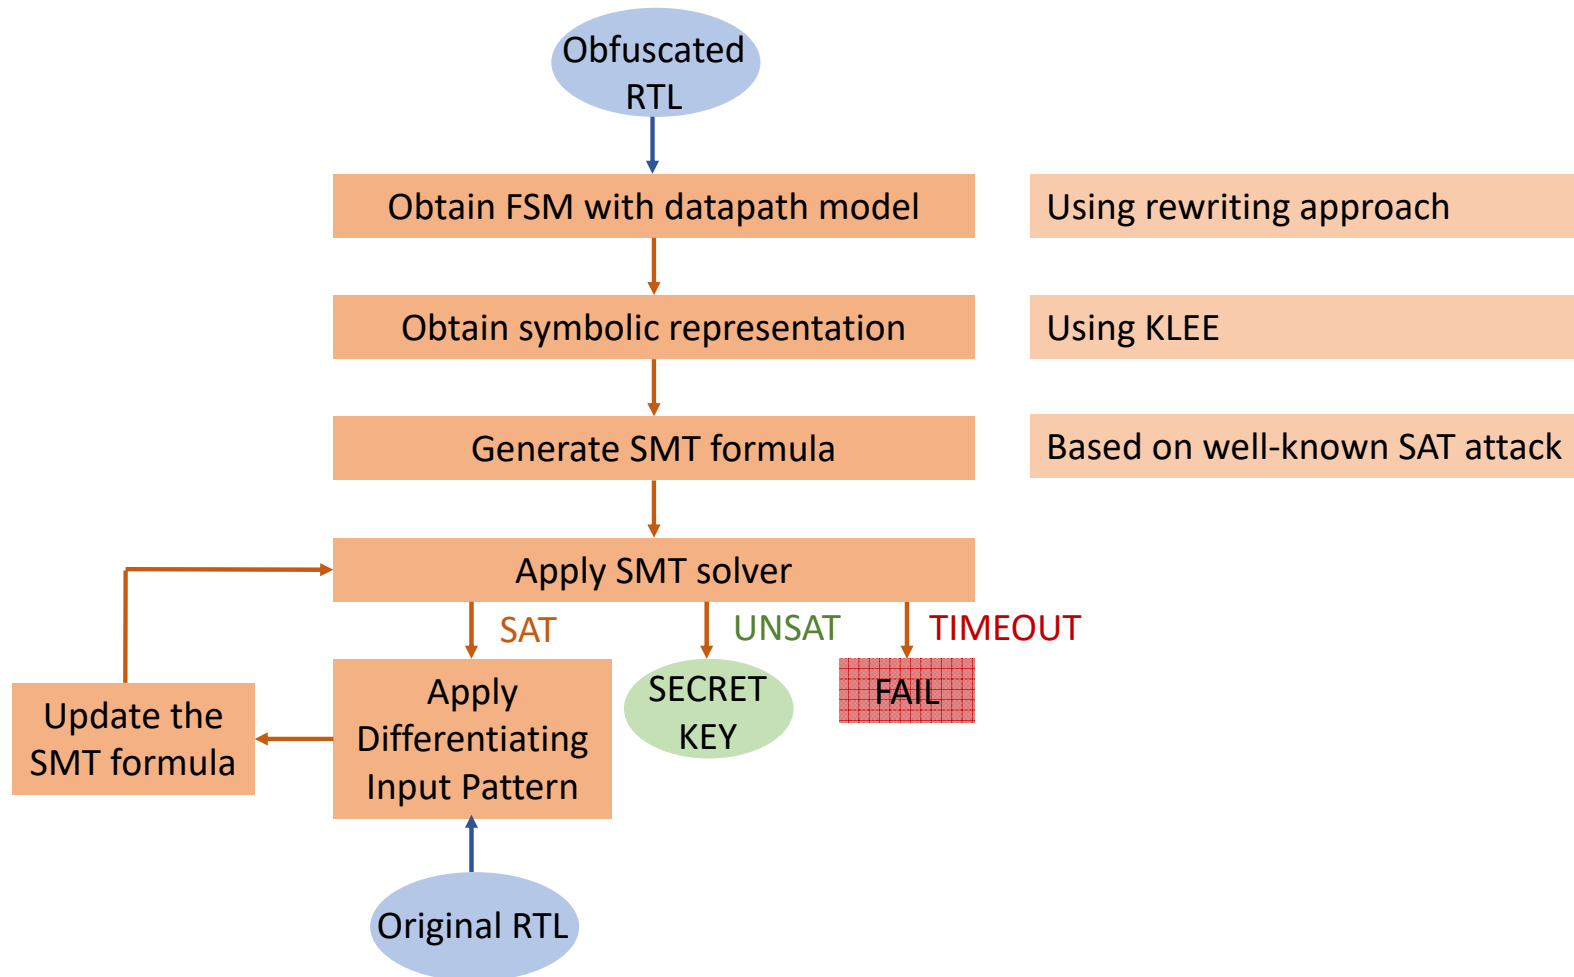 Obfuscated
RTL
Obtain FSM with datapath model
Using rewriting approach
Obtain symbolic representation
Using KLEE
Generate SMT formula
Based on well-known SAT attack
Apply SMT solver
SAT
UNSAT
TIMEOUT
Update the
SMT formula
Apply
Differentiating
Input Pattern
SECRET
KEY
FAIL
Original RTL